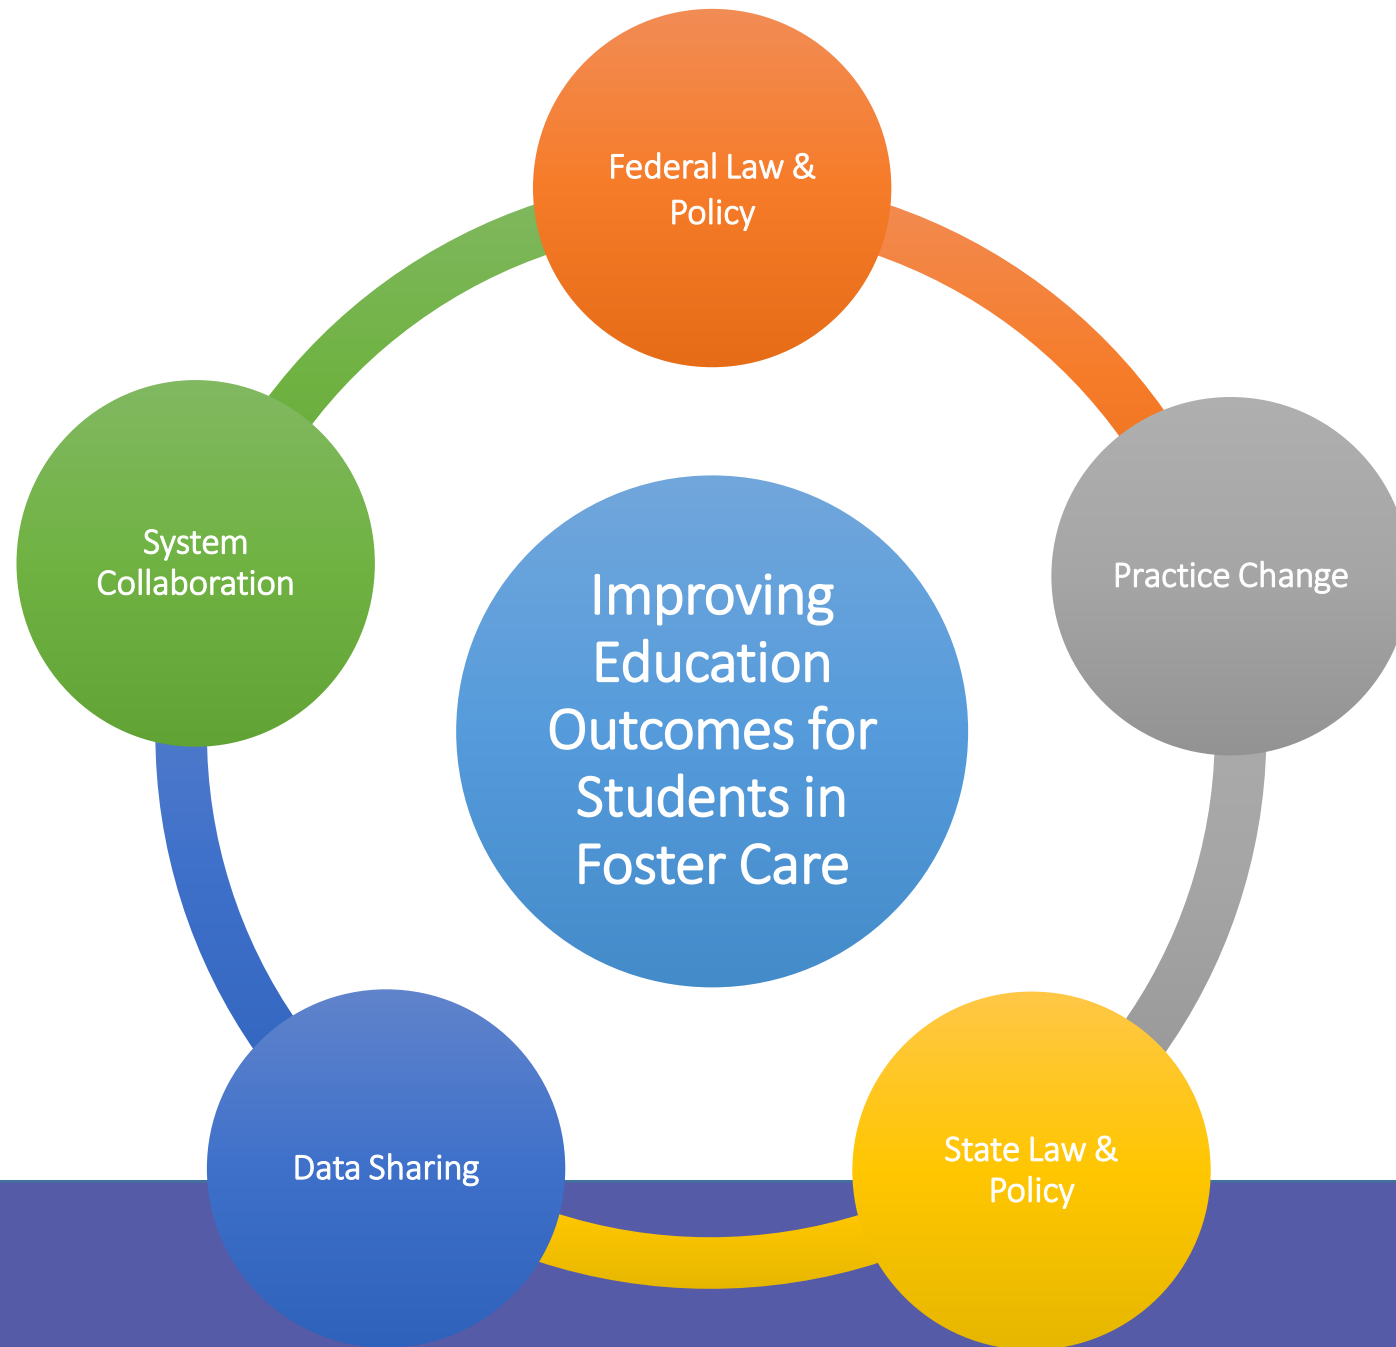 Federal Law &
Policy
System
Collaboration
Practice Change
Improving
Education
Outcomes for
Students in
Foster Care
Data Sharing
State Law &
Policy